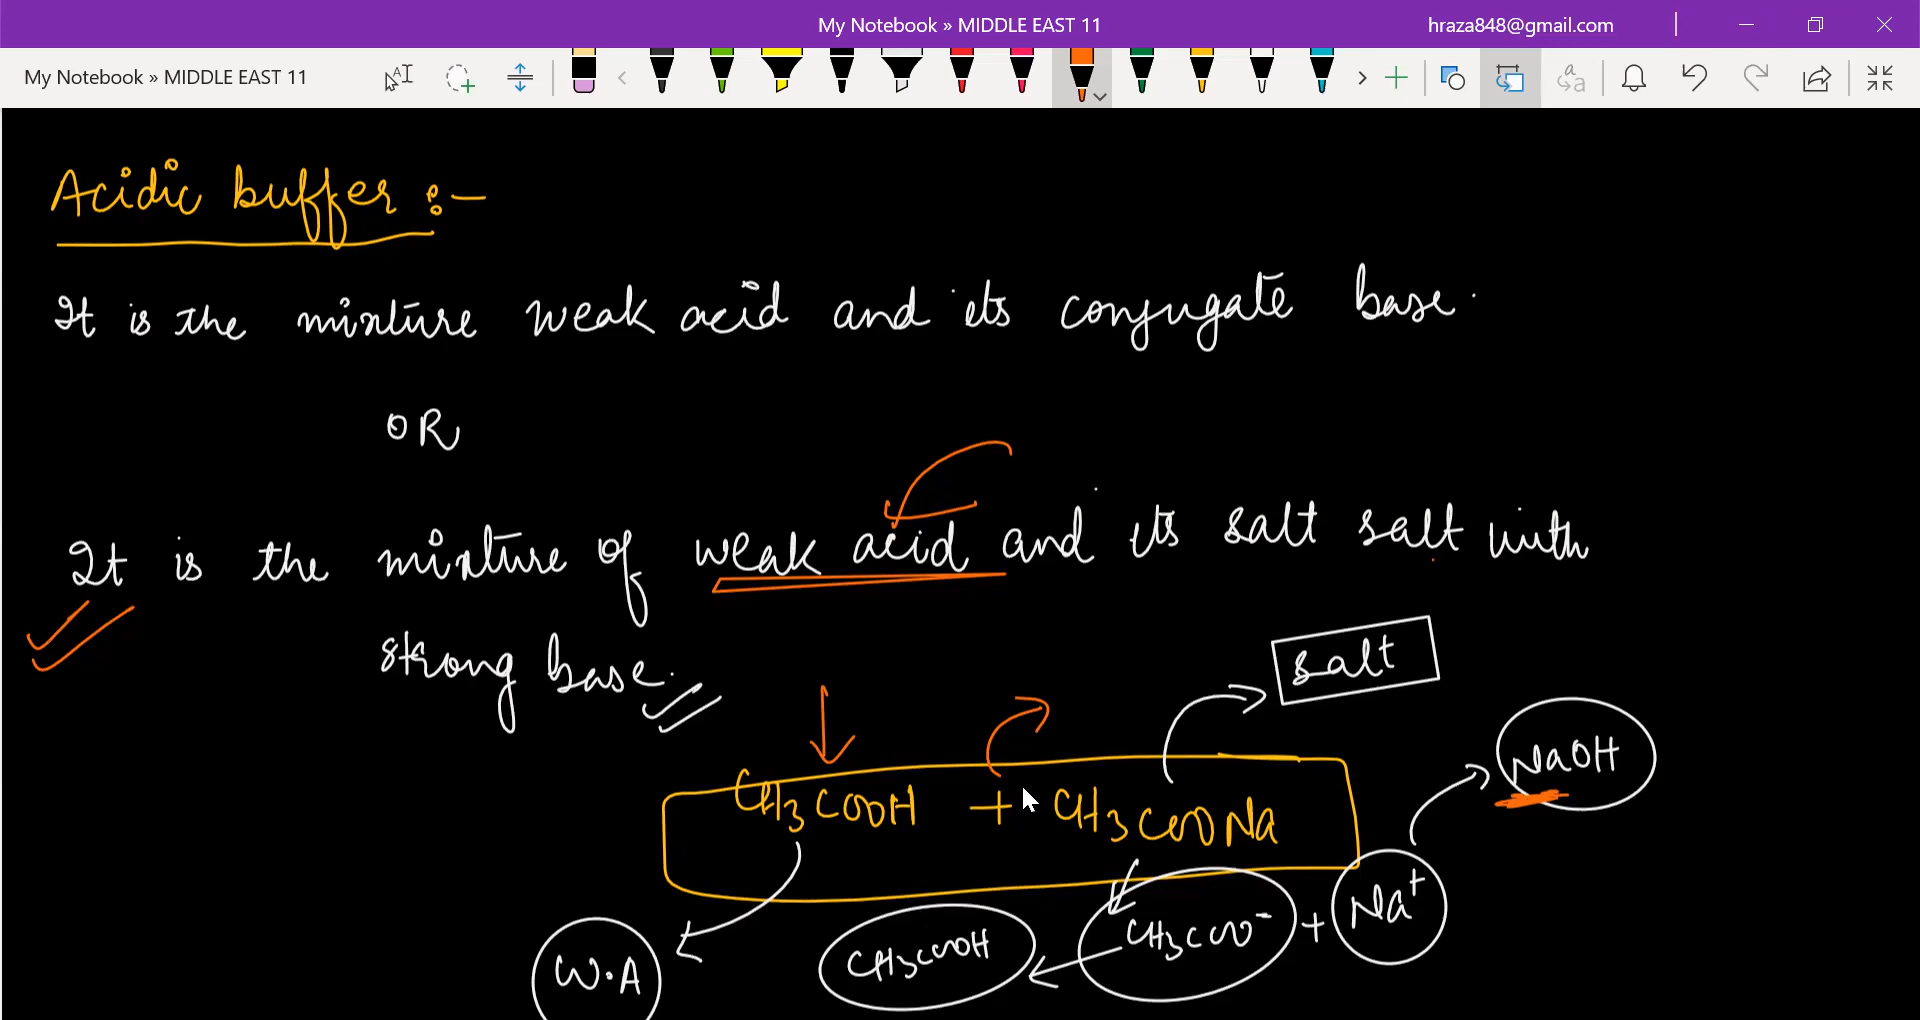 My Notebook » MIDDLE EAST 11
hraza848@gmail.com
My Notebook » MIDDLE EAST 11
Acidic buffer :-
It is the mixture weak acid and its conjugate base.
OR
It is the mixture of weak acid and its salt salt with
strong base.
salt
NaOH
CH3COOH + CH3COONa
W.A
CH3COOH
CH3COO- + Na+